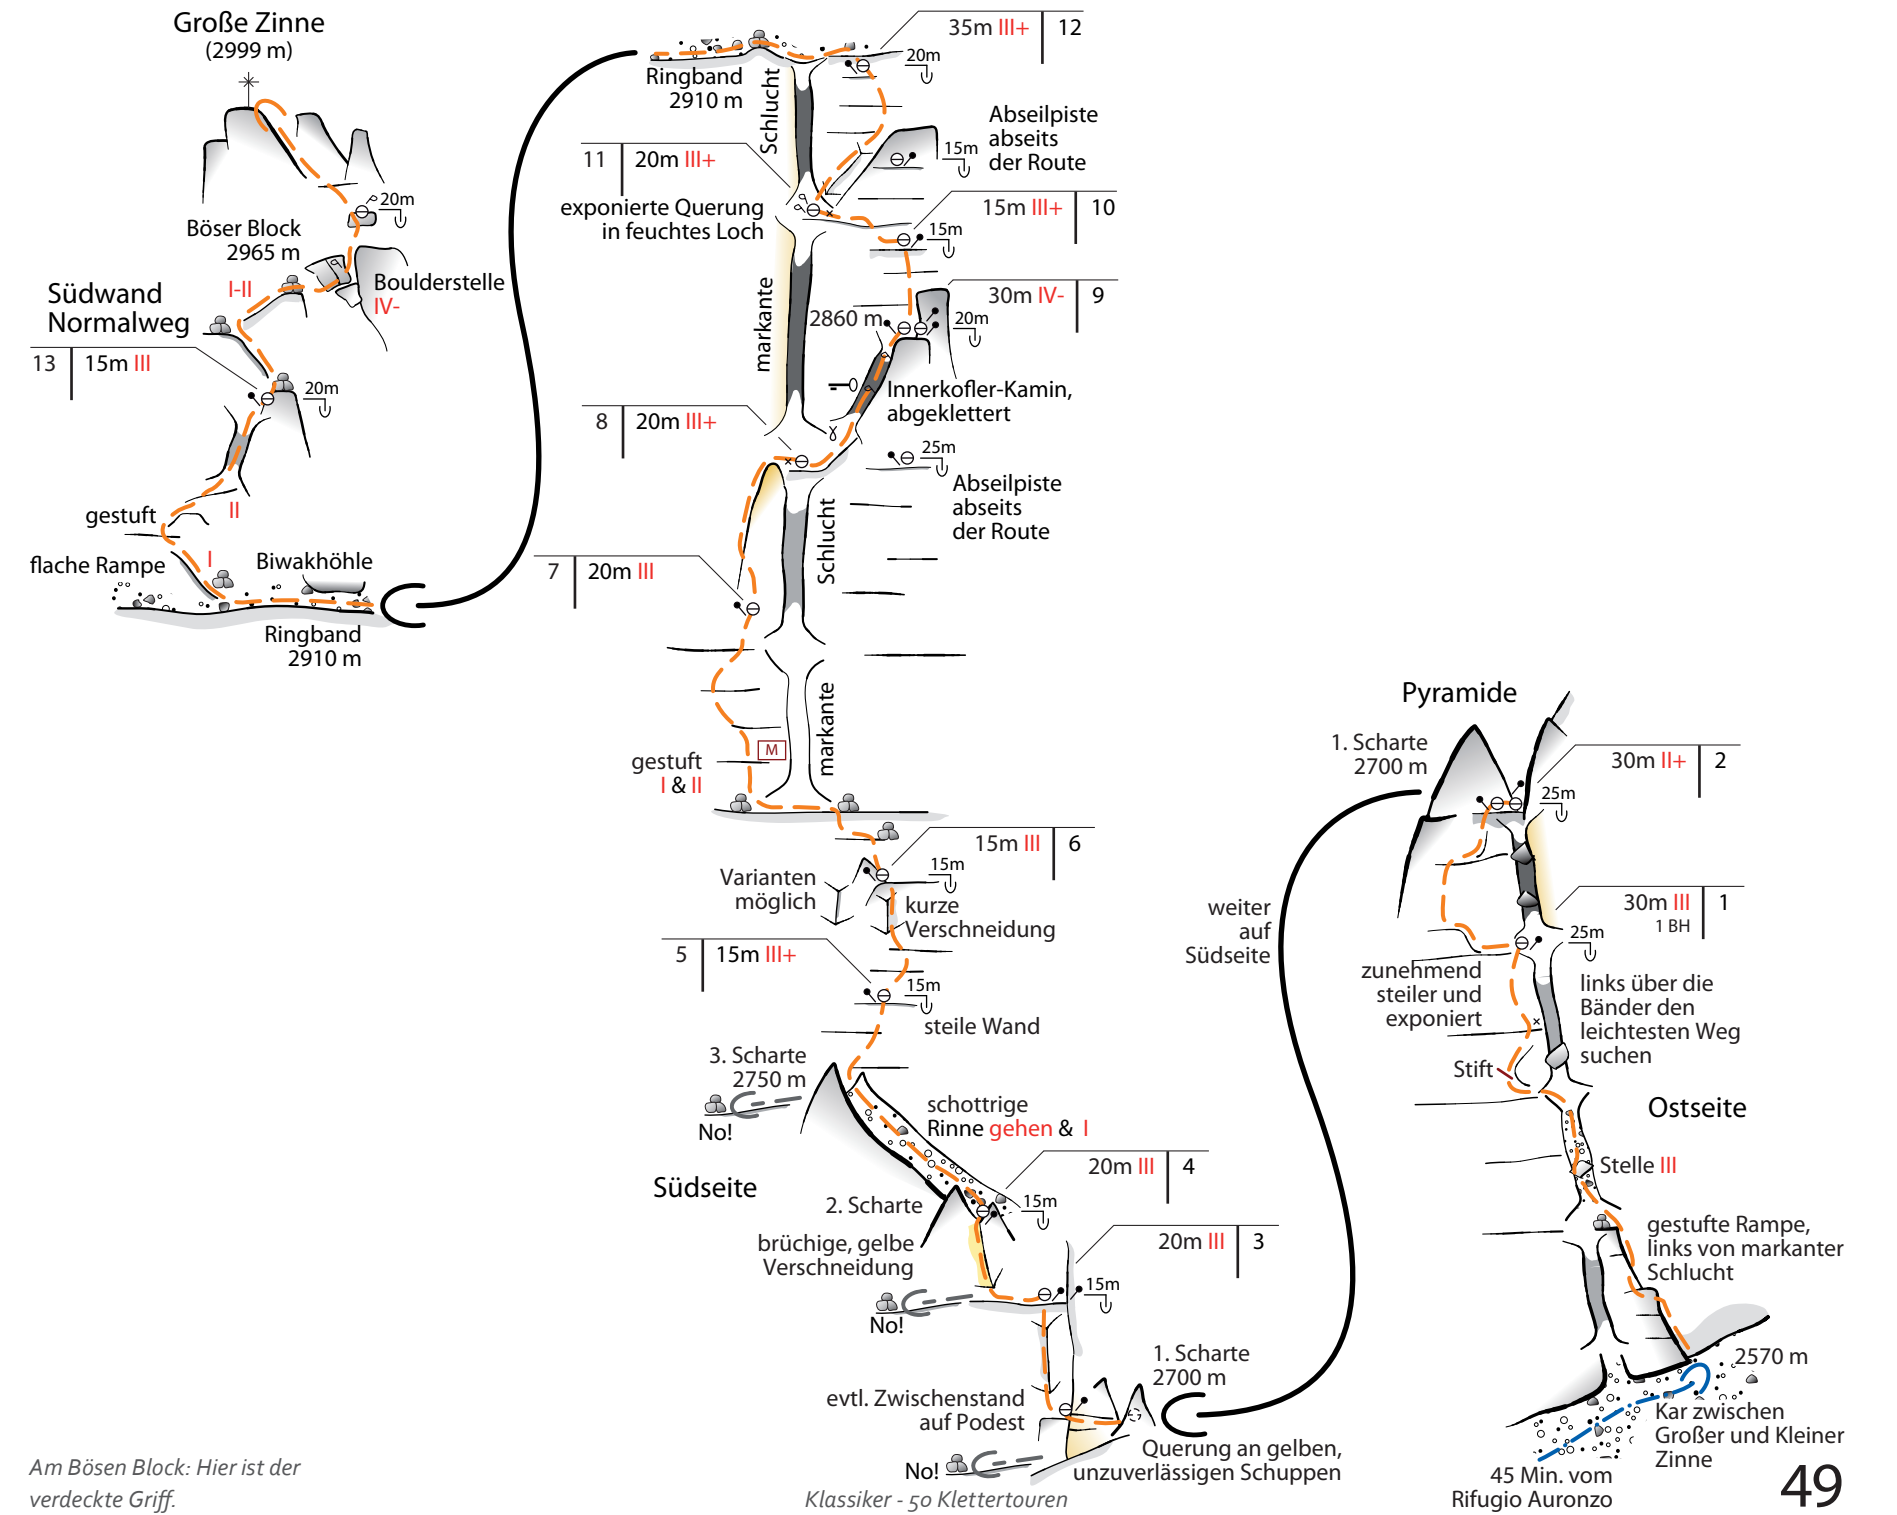 Große Zinne
(2999 m)
20m
Böser Block
2965 m
Boulderstelle
IV-
I-II
Südwand
Normalweg
13 15m III
20m
II
gestuft
flache Rampe
I
Biwakhöhle
Ringband
2910 m
35m III+ 12
20m
Ringband
2910 m
Schlucht
Abseilpiste
abseits
der Route
15m
11 20m III+
exponierte Querung
in feuchtes Loch
15m III+ 10
15m
markante
30m IV- 9
2860 m
20m
Innerkofler-Kamin,
abgeklettert
8 20m III+
25m
Abseilpiste
abseits
der Route
Schlucht
7 20m III
markante
M
gestuft
I & II
15m III 6
15m
Varianten
möglich
kurze
Verschneidung
5 15m III+
15m
steile Wand
3. Scharte
2750 m
No!
schottrige
Rinne gehen & I
20m III 4
15m
Südseite
2. Scharte
brüchige, gelbe
Verschneidung
20m III 3
15m
No!
1. Scharte
2700 m
evtl. Zwischenstand
auf Podest
No!
Querung an gelben,
unzuverlässigen Schuppen
weiter
auf
Südseite
Pyramide
1. Scharte
2700 m
30m II+ 2
25m
30m III 1
1 BH
25m
zunehmend
steiler und
exponiert
links über die
Bänder den
leichtesten Weg
suchen
Stift
Ostseite
Stelle III
gestufte Rampe,
links von markanter
Schlucht
2570 m
Kar zwischen
Großer und Kleiner
Zinne
45 Min. vom
Rifugio Auronzo
Am Bösen Block: Hier ist der
verdeckte Griff.
Klassiker - 50 Klettertouren
49